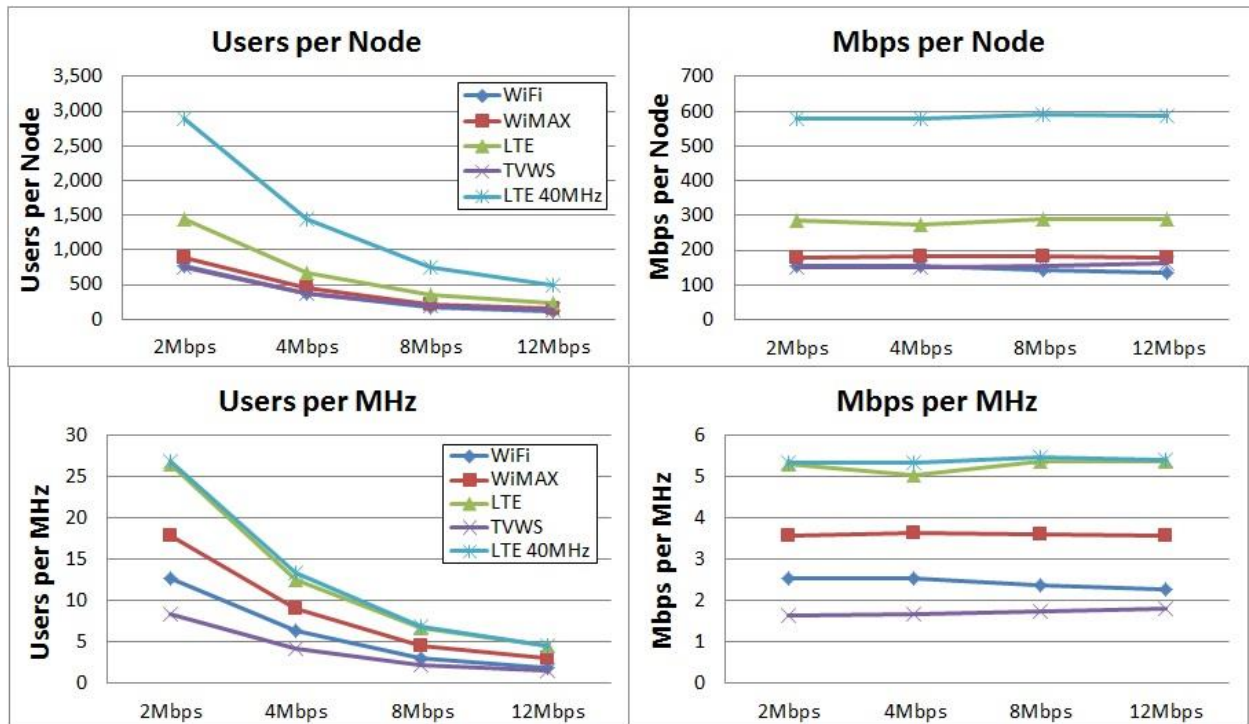 Users per Node
Users per Node
3,500
3,000
2,500
2,000
1,500
1,000
500
0
2Mbps 4Mbps 8Mbps 12Mbps
WiFi
WiMAX
LTE
TVWS
LTE 40MHz
Mbps per Node
Mbps per Node
700
600
500
400
300
200
100
0
2Mbps 4Mbps 8Mbps 12Mbps
Users per MHz
Users per MHz
30
25
20
15
10
5
0
2Mbps 4Mbps 8Mbps 12Mbps
WiFi
WiMAX
LTE
TVWS
LTE 40MHz
Mbps per MHz
Mbps per MHz
6
5
4
3
2
1
0
2Mbps 4Mbps 8Mbps 12Mbps